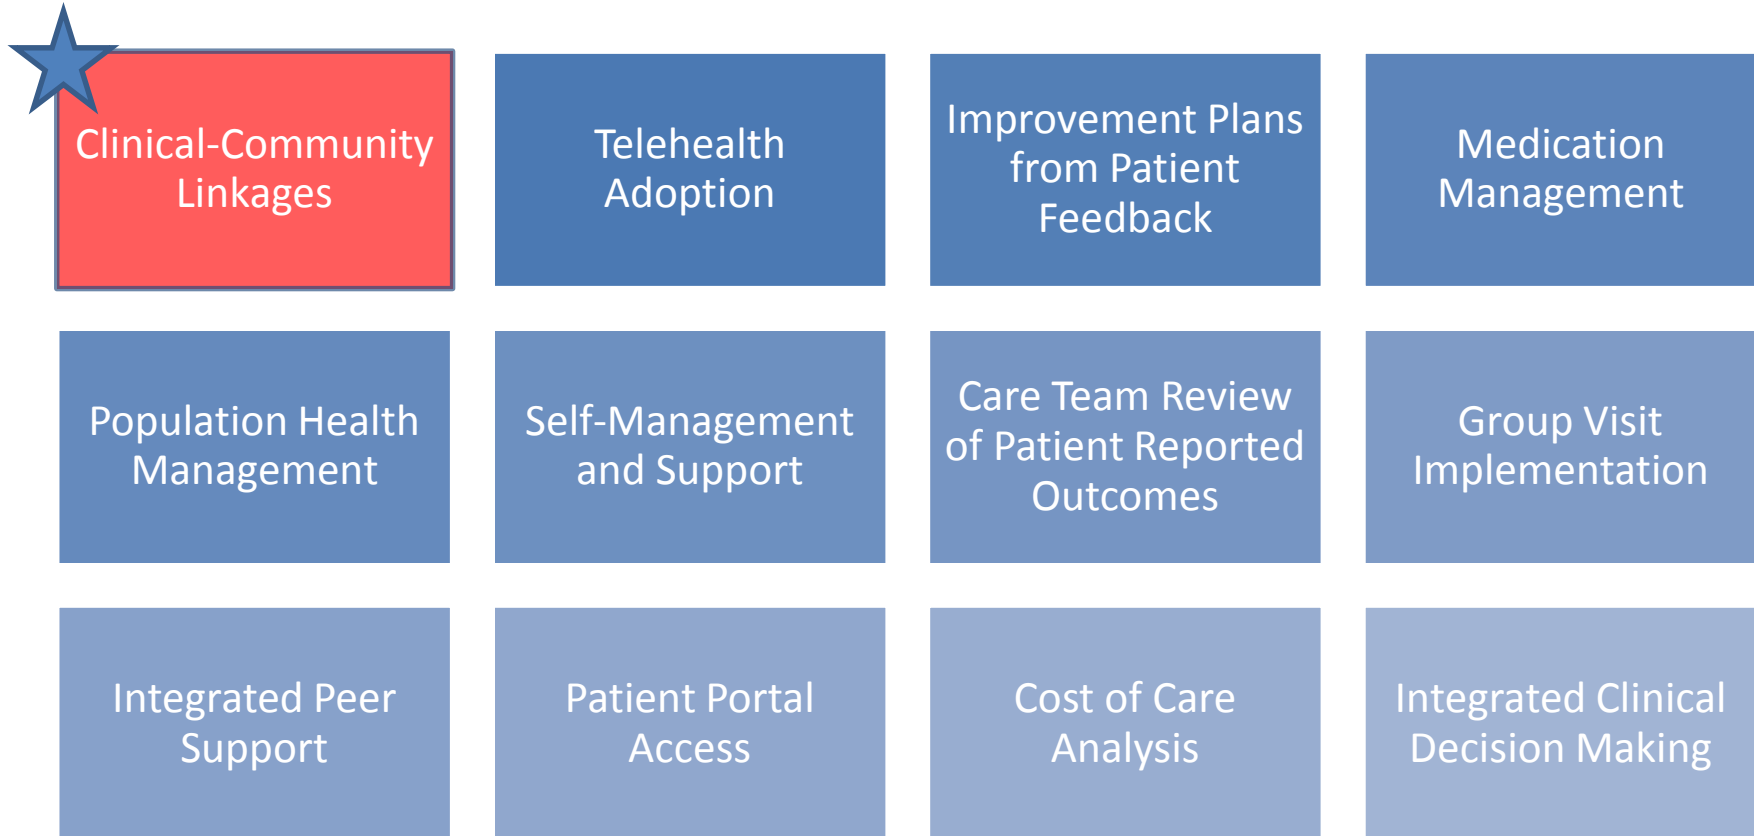 Clinical-Community
Linkages
Telehealth
Adoption
Improvement Plans
from Patient
Feedback
Medication
Management
Population Health
Management
Self-Management
and Support
Care Team Review
of Patient Reported
Outcomes
Group Visit
Implementation
Integrated Peer
Support
Patient Portal
Access
Cost of Care
Analysis
Integrated Clinical
Decision Making